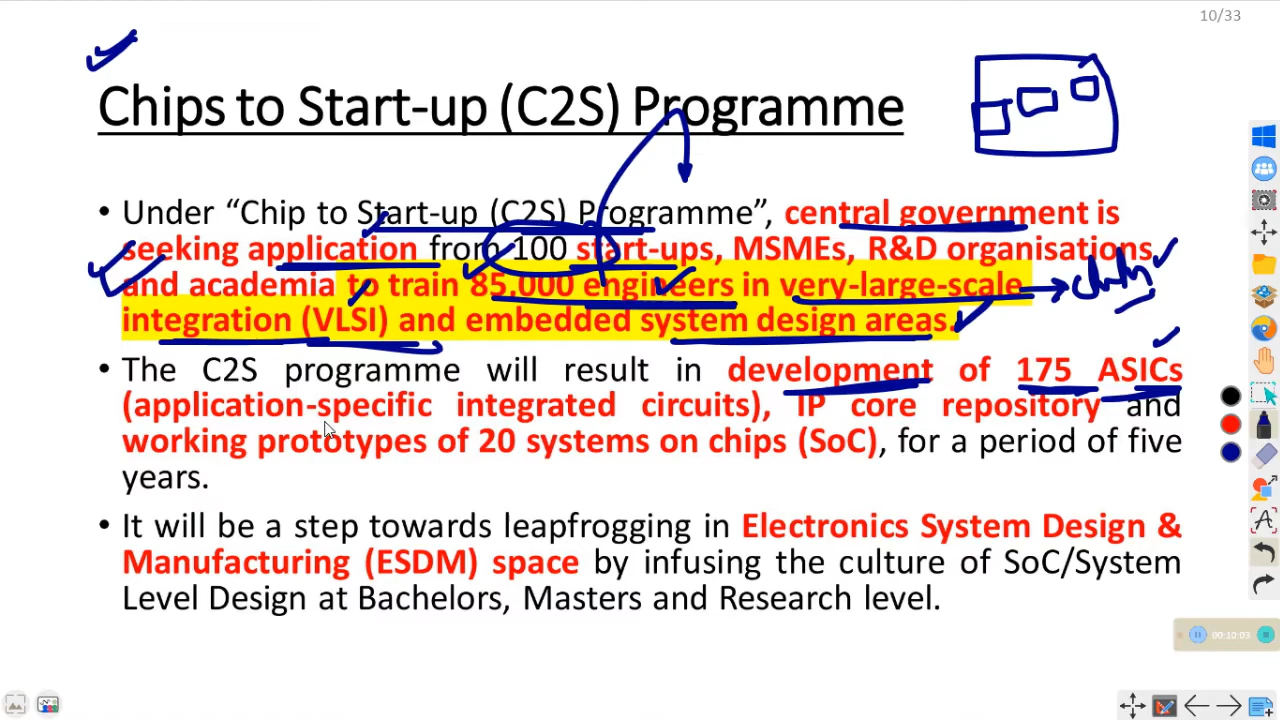 10/33
Chips to Start-up (C2S) Programme
• Under “Chip to Start-up (C2S) Programme”, central government is
seeking application from 100 start-ups, MSMEs, R&D organisations
and academia to train 85,000 engineers in very-large-scale
integration (VLSI) and embedded system design areas.
• The C2S programme will result in development of 175 ASICs
(application-specific integrated circuits), IP core repository and
working prototypes of 20 systems on chips (SoC), for a period of five
years.
• It will be a step towards leapfrogging in Electronics System Design &
Manufacturing (ESDM) space by infusing the culture of SoC/System
Level Design at Bachelors, Masters and Research level.
00:10:03